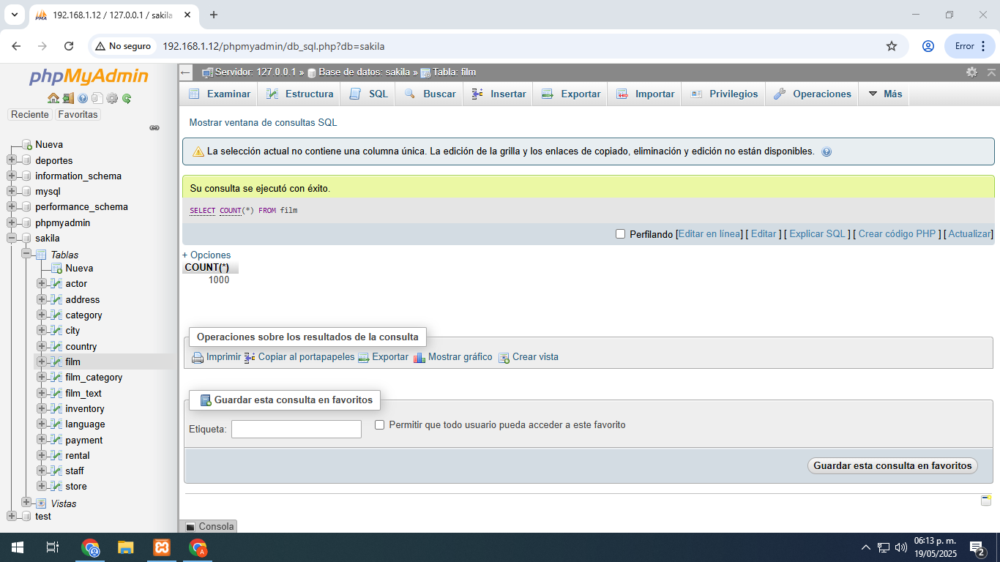 192.168.1.12 / 127.0.0.1 / sakila
No seguro
192.168.1.12/phpmyadmin/db_sql.php?db=sakila
Error
phpMyAdmin
Reciente
Favoritas
Nueva
deportes
information_schema
mysql
performance_schema
phpmyadmin
sakila
Tablas
Nueva
actor
address
category
city
country
film
film_category
film_text
inventory
language
payment
rental
staff
store
Vistas
test
Servidor: 127.0.0.1 » Base de datos: sakila » Tabla: film
Examinar Estructura SQL Buscar Insertar Exportar Importar Privilegios Operaciones Más
Mostrar ventana de consultas SQL
La selección actual no contiene una columna única. La edición de la grilla y los enlaces de copiado, eliminación y edición no están disponibles.
Su consulta se ejecutó con éxito.
SELECT COUNT(*) FROM film
Perfilando [Editar en línea] [ Editar ] [ Explicar SQL ] [ Crear código PHP ] [ Actualizar]
+ Opciones
COUNT(*)
1000
Operaciones sobre los resultados de la consulta
Imprimir Copiar al portapapeles Exportar Mostrar gráfico Crear vista
Guardar esta consulta en favoritos
Etiqueta:
Permitir que todo usuario pueda acceder a este favorito
Guardar esta consulta en favoritos
Consola
06:13 p. m.
19/05/2025
2